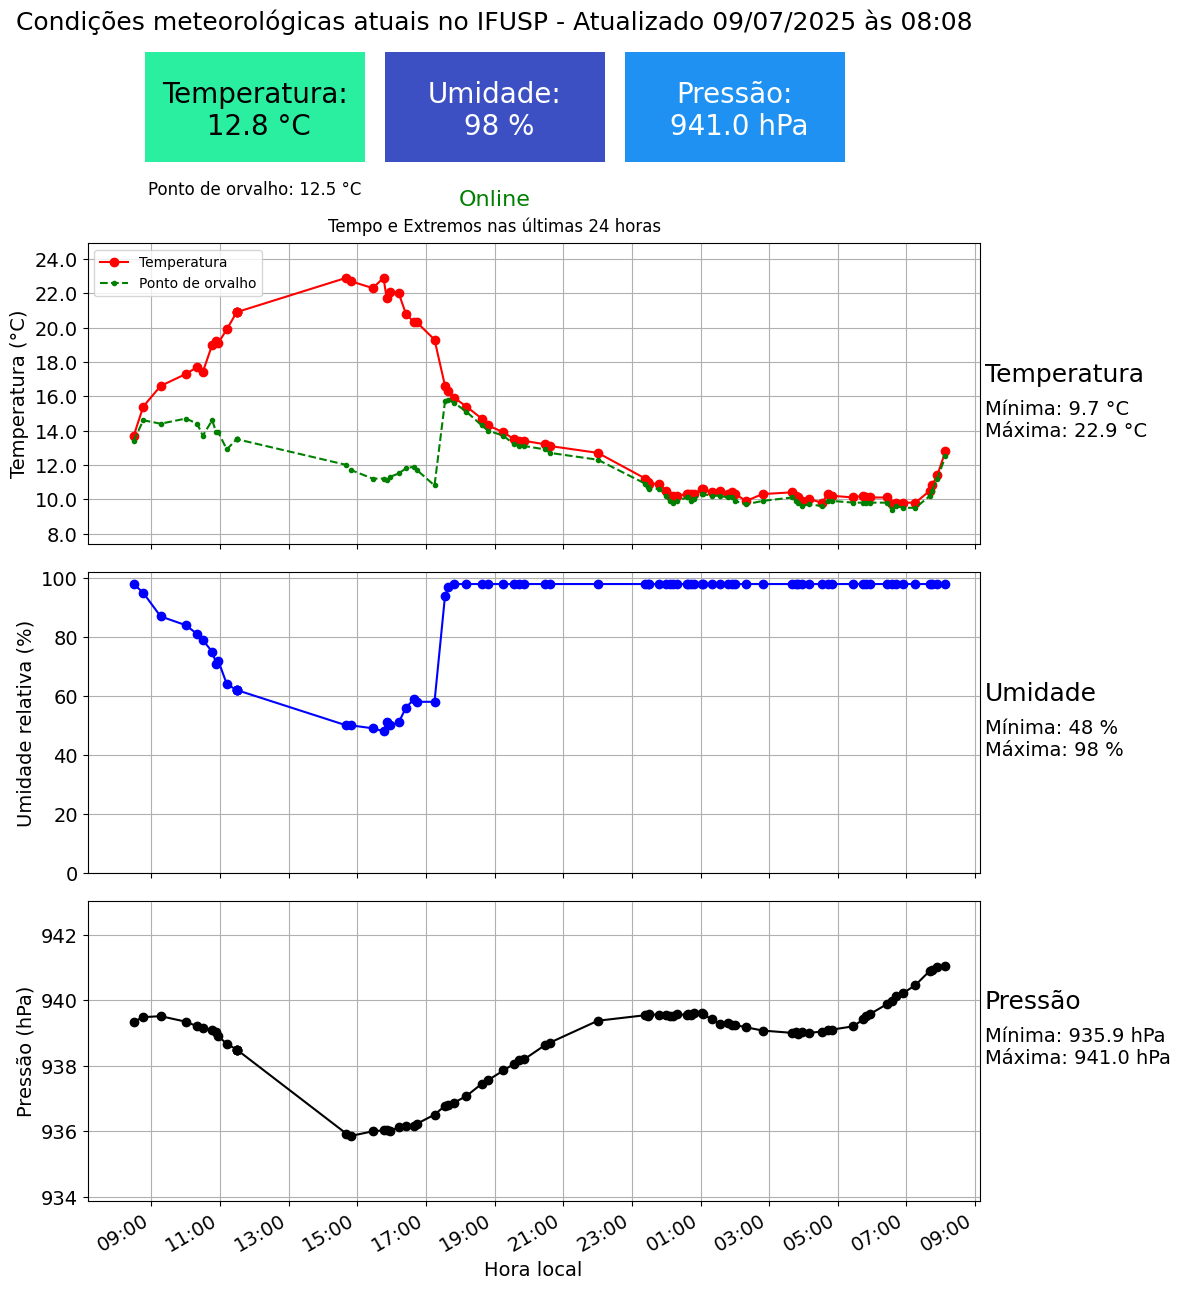 Condições meteorológicas atuais no IFUSP - Atualizado 09/07/2025 às 08:08
Temperatura:
12.8 °C
Umidade:
98 %
Pressão:
941.0 hPa
Ponto de orvalho: 12.5 °C
Online
Tempo e Extremos nas últimas 24 horas
Temperatura
Ponto de orvalho
Temperatura (°C)
24.0
22.0
20.0
18.0
16.0
14.0
12.0
10.0
8.0
Temperatura
Mínima: 9.7 °C
Máxima: 22.9 °C
Umidade relativa (%)
100
80
60
40
20
0
Umidade
Mínima: 48 %
Máxima: 98 %
Pressão (hPa)
942
940
938
936
934
Pressão
Mínima: 935.9 hPa
Máxima: 941.0 hPa
09:00
11:00
13:00
15:00
17:00
19:00
21:00
23:00
01:00
03:00
05:00
07:00
09:00
Hora local